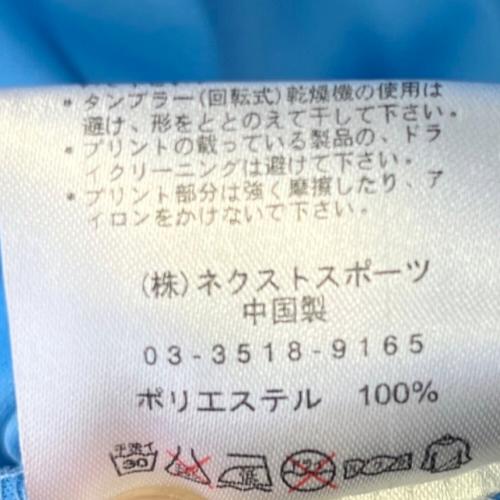 ・タンブラー(回転式)乾燥機の使用は
避け、形をととのえて干して下さい。
・プリントの載っている製品の、ドラ
イクリーニングは避けて下さい。
・プリント部分は強く摩擦したり、ア
イロンをかけないで下さい。
(株)ネクストスポーツ
中国製
03-3518-9165
ポリエステル 100%
手洗イ
30
低